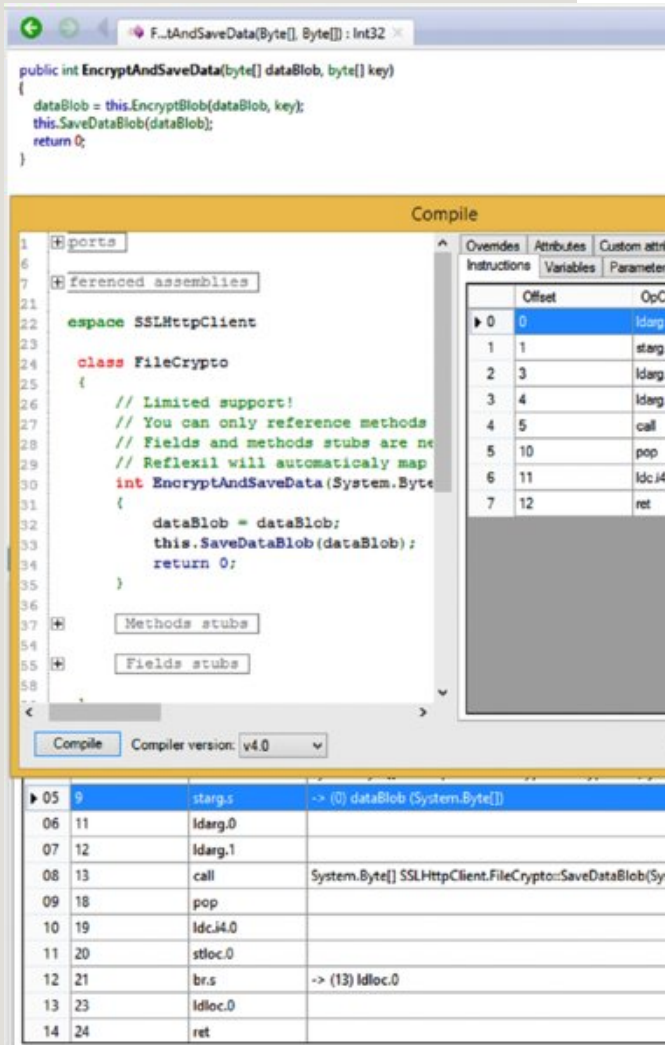 F...tAndSaveData(Byte[], Byte[]) : Int32
public int EncryptAndSaveData(byte[] dataBlob, byte[] key)
{
dataBlob = this.EncryptBlob(dataBlob, key);
this.SaveDataBlob(dataBlob);
return 0;
}
Compile
1 ports
6
7 ferenced assemblies
21
22 espace SSLHttpClient
23
24 class FileCrypto
25 {
26 // Limited support!
27 // You can only reference methods
28 // Fields and methods stubs are ne
29 // Reflexil will automaticaly map
30 int EncryptAndSaveData(System.Byte
31 {
32 dataBlob = dataBlob;
33 this.SaveDataBlob(dataBlob);
34 return 0;
35 }
36
37 Methods stubs
54
55 Fields stubs
58
Overrides Attributes Custom attri
Instructions Variables Parameter
Offset OpC
0 0 ldarg
1 1 starg
2 3 ldarg
3 4 ldarg
4 5 call
5 10 pop
6 11 ldc.i4
7 12 ret
Compile Compiler version: v4.0
05 9 starg.s -> (0) dataBlob (System.Byte[])
06 11 ldarg.0
07 12 ldarg.1
08 13 call System.Byte[] SSLHttpClient.FileCrypto::SaveDataBlob(Sys
09 18 pop
10 19 ldc.i4.0
11 20 stloc.0
12 21 br.s -> (13) ldloc.0
13 23 ldloc.0
14 24 ret